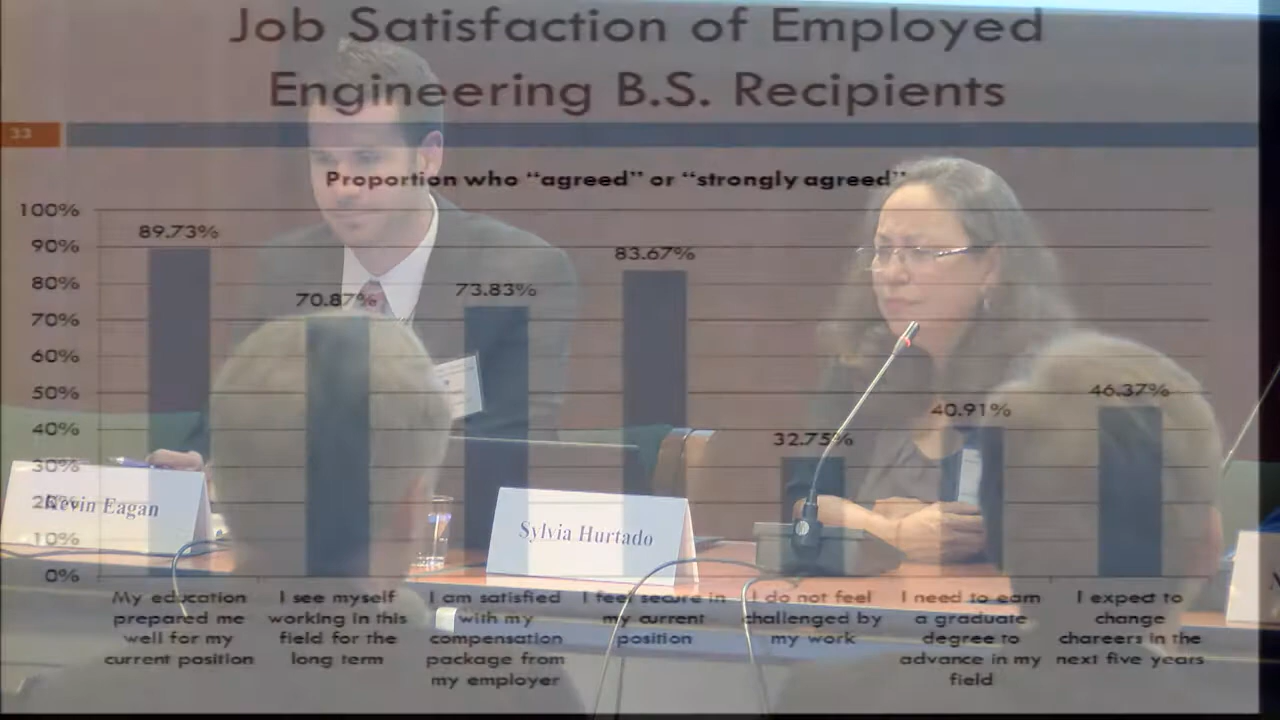 Job Satisfaction of Employed
Engineering B.S. Recipients
33
Proportion who “agreed” or “strongly agreed”
100%
90%
80%
70%
60%
50%
40%
30%
20%
10%
0%
89.73%
70.87%
73.83%
83.67%
32.75%
40.91%
46.37%
My education
prepared me
well for my
current position
I see myself
working in this
field for the
long term
I am satisfied
with my
compensation
package from
my employer
I feel secure in
my current
position
I do not feel
challenged by
my work
I need to earn
a graduate
degree to
advance in my
field
I expect to
change
chareers in the
next five years
Kevin Eagan
Sylvia Hurtado